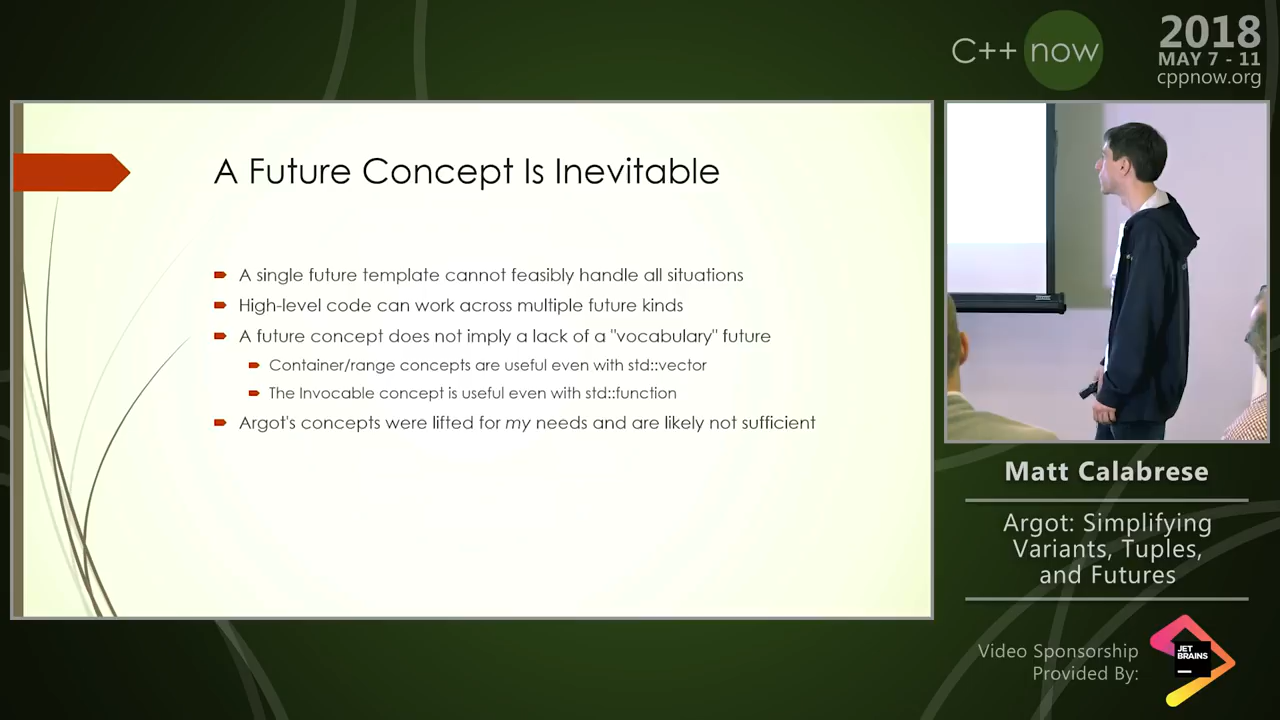 C++ now
2018
MAY 7 - 11
cppnow.org
A Future Concept Is Inevitable
A single future template cannot feasibly handle all situations
High-level code can work across multiple future kinds
A future concept does not imply a lack of a "vocabulary" future
Container/range concepts are useful even with std::vector
The Invocable concept is useful even with std::function
Argot's concepts were lifted for my needs and are likely not sufficient
Matt Calabrese
Argot: Simplifying
Variants, Tuples,
and Futures
Video Sponsorship
Provided By:
JET
BRAINS